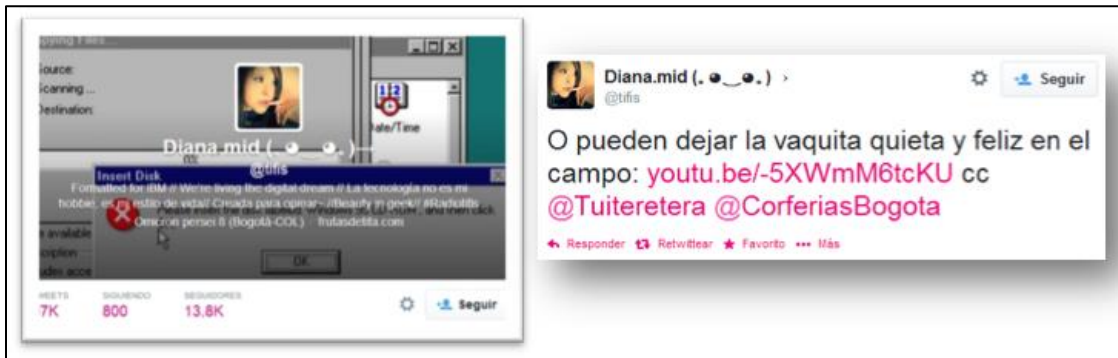 Copying Files...
Source:
Scanning ...
Destination:
Date/Time
Diana.mid (. ◕‿◕. )
@tifis
Insert Disk
Formatted for IBM // We're living the digital dream // La tecnología no es mi
hobbie, es mi estilo de vida// Creada para opinar~ //Beauty in geek// #Radiotifis
Omicron persei 8 (Bogotá-COL) · frutasdetifa.com
OK
TWEETS SIGUIENDO SEGUIDORES
7K 800 13,8K
Seguir
Diana.mid (. ◕‿◕. ) ›
@tifis
Seguir
O pueden dejar la vaquita quieta y feliz en el
campo: youtu.be/-5XWmM6tcKU cc
@Tuiteretera @CorferiasBogota
Responder Retwittear Favorito Más